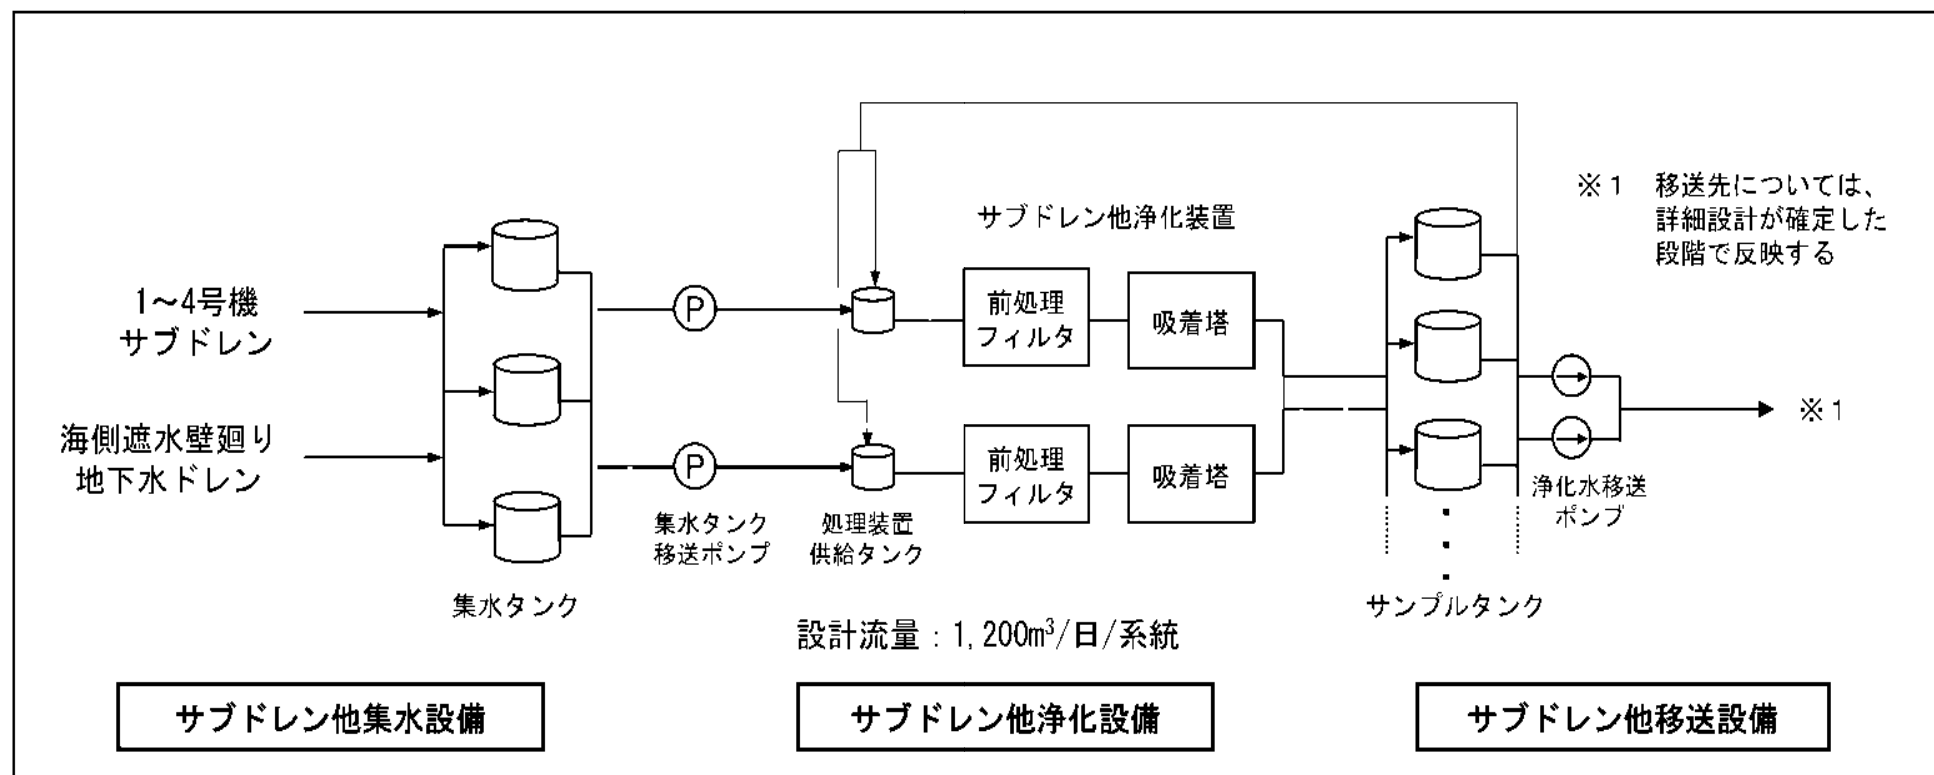 ※1 移送先については、
詳細設計が確定した
段階で反映する
サブドレン他浄化装置
1～4号機
サブドレン
P
前処理
フィルタ
吸着塔
海側遮水壁廻り
地下水ドレン
P
前処理
フィルタ
吸着塔
※1
集水タンク
移送ポンプ
処理装置
供給タンク
浄化水移送
ポンプ
集水タンク
サンプルタンク
設計流量：1,200m³/日/系統
サブドレン他集水設備
サブドレン他浄化設備
サブドレン他移送設備